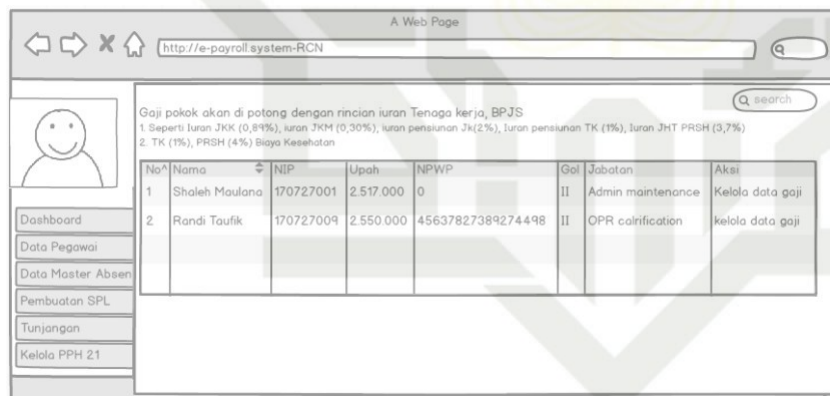 A Web Page
http://e-payroll.system-RCN
search
Gaji pokok akan di potong dengan rincian iuran Tenaga kerja, BPJS
1. Seperti Iuran JKK (0,89%), iuran JKM (0,30%), iuran pensiunan Jk(2%), Iuran pensiunan TK (1%), Iuran JHT PRSH (3,7%)
2. TK (1%), PRSH (4%) Biaya Kesehatan
No^ Nama NIP Upah NPWP Gol Jabatan Aksi
1 Shaleh Maulana 170727001 2.517.000 0 II Admin maintenance Kelola data gaji
2 Randi Taufik 170727009 2.550.000 45637827389274498 II OPR calrification kelola data gaji
Dashboard
Data Pegawai
Data Master Absen
Pembuatan SPL
Tunjangan
Kelola PPH 21